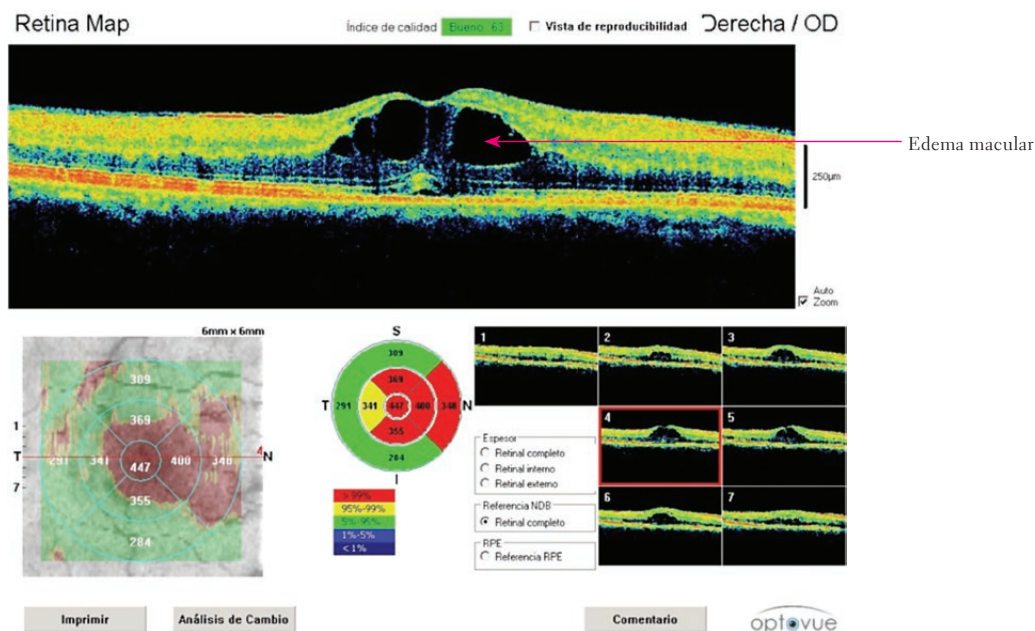 Retina Map
Índice de calidad Bueno 63 Vista de reproducibilidad Derecha / OD
Edema macular
250µm
Auto
Zoom
6mm x 6mm
309
369
1
T 291 341 447 400 348 4 N
7
355
284
S
309
369
T 291 341 447 400 348 N
355
284
I
> 99%
95%-99%
5%-95%
1%-5%
< 1%
1 2 3
4 5
6 7
Espesor
Retinal completo
Retinal interno
Retinal externo
Referencia NDB
Retinal completo
RPE
Referencia RPE
Imprimir Análisis de Cambio Comentario optovue